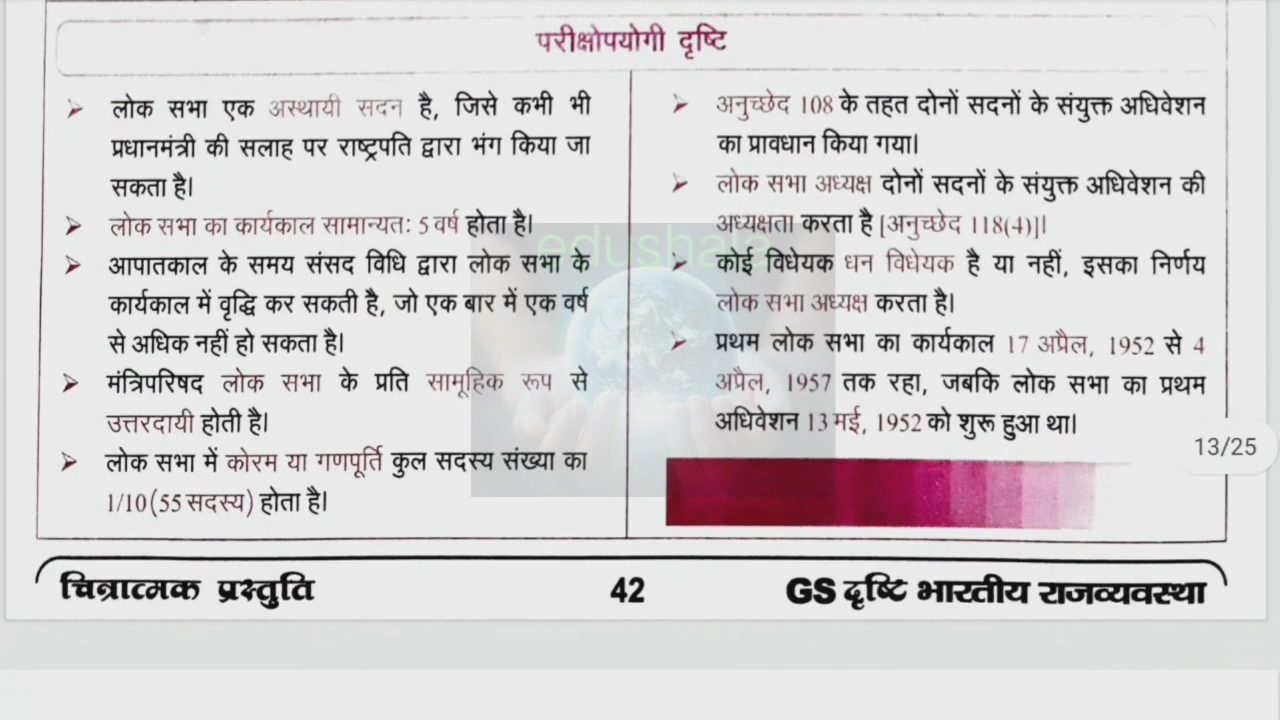 परीक्षोपयोगी दृष्टि
➢ लोक सभा एक अस्थायी सदन है, जिसे कभी भी
प्रधानमंत्री की सलाह पर राष्ट्रपति द्वारा भंग किया जा
सकता है।
➢ लोक सभा का कार्यकाल सामान्यत: 5 वर्ष होता है।
➢ आपातकाल के समय संसद विधि द्वारा लोक सभा के
कार्यकाल में वृद्धि कर सकती है, जो एक बार में एक वर्ष
से अधिक नहीं हो सकता है।
➢ मंत्रिपरिषद लोक सभा के प्रति सामूहिक रूप से
उत्तरदायी होती है।
➢ लोक सभा में कोरम या गणपूर्ति कुल सदस्य संख्या का
1/10 (55 सदस्य) होता है।
➢ अनुच्छेद 108 के तहत दोनों सदनों के संयुक्त अधिवेशन
का प्रावधान किया गया।
➢ लोक सभा अध्यक्ष दोनों सदनों के संयुक्त अधिवेशन की
अध्यक्षता करता है [अनुच्छेद 118(4)]।
➢ कोई विधेयक धन विधेयक है या नहीं, इसका निर्णय
लोक सभा अध्यक्ष करता है।
➢ प्रथम लोक सभा का कार्यकाल 17 अप्रैल, 1952 से 4
अप्रैल, 1957 तक रहा, जबकि लोक सभा का प्रथम
अधिवेशन 13 मई, 1952 को शुरू हुआ था।
edushala
13/25
चित्रात्मक प्रस्तुति 42 GS दृष्टि भारतीय राजव्यवस्था